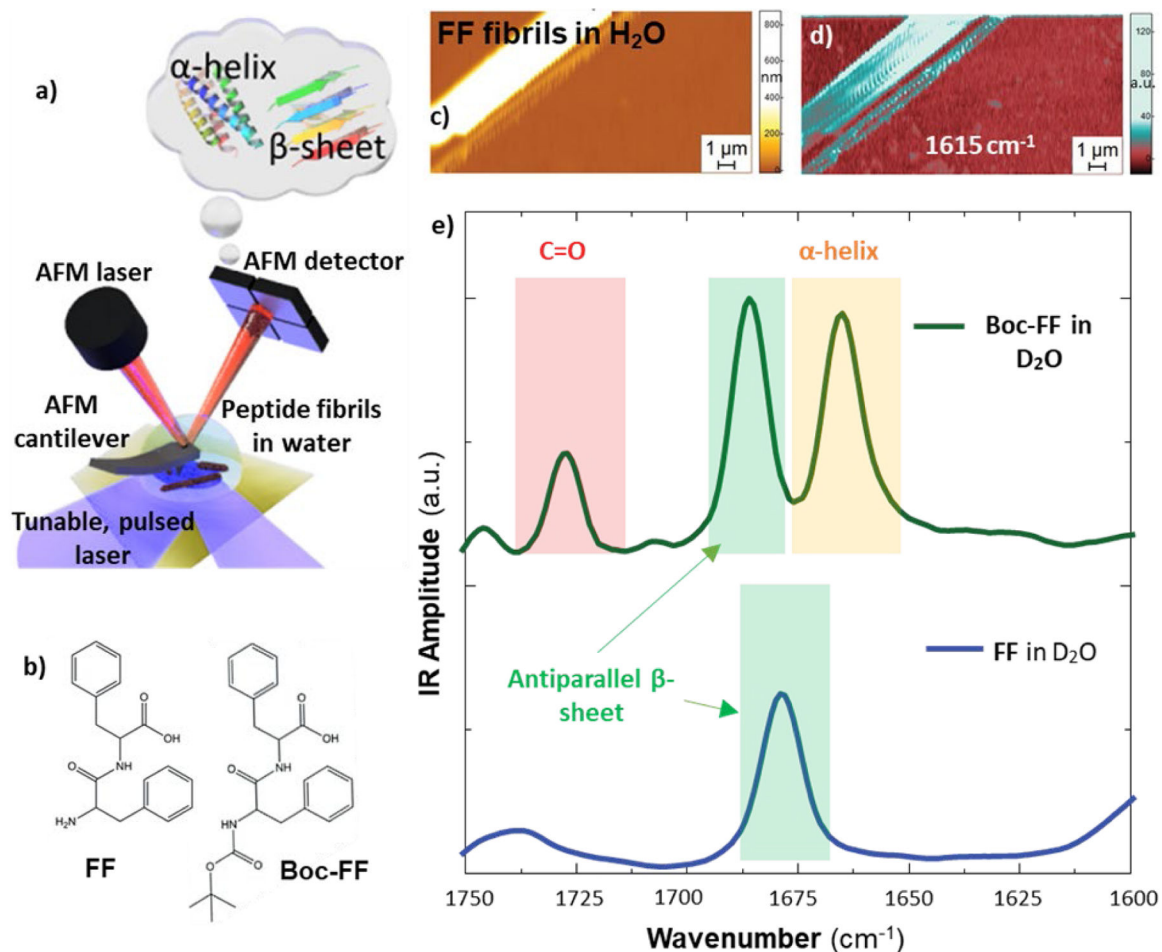 a)
α-helix
β-sheet
AFM laser
AFM detector
AFM
cantilever
Peptide fibrils
in water
Tunable, pulsed
laser
b)
O
OH
NH
O
H₂N
FF
O
OH
NH
O
HN
O
O
Boc-FF
FF fibrils in H₂O
c)
1 µm
800
nm
400
200
0
d)
1615 cm⁻¹
1 µm
120
a.u.
40
0
e)
C=O
α-helix
Boc-FF in
D₂O
Antiparallel β-
sheet
FF in D₂O
IR Amplitude (a.u.)
1750
1725
1700
1675
1650
1625
1600
Wavenumber (cm⁻¹)